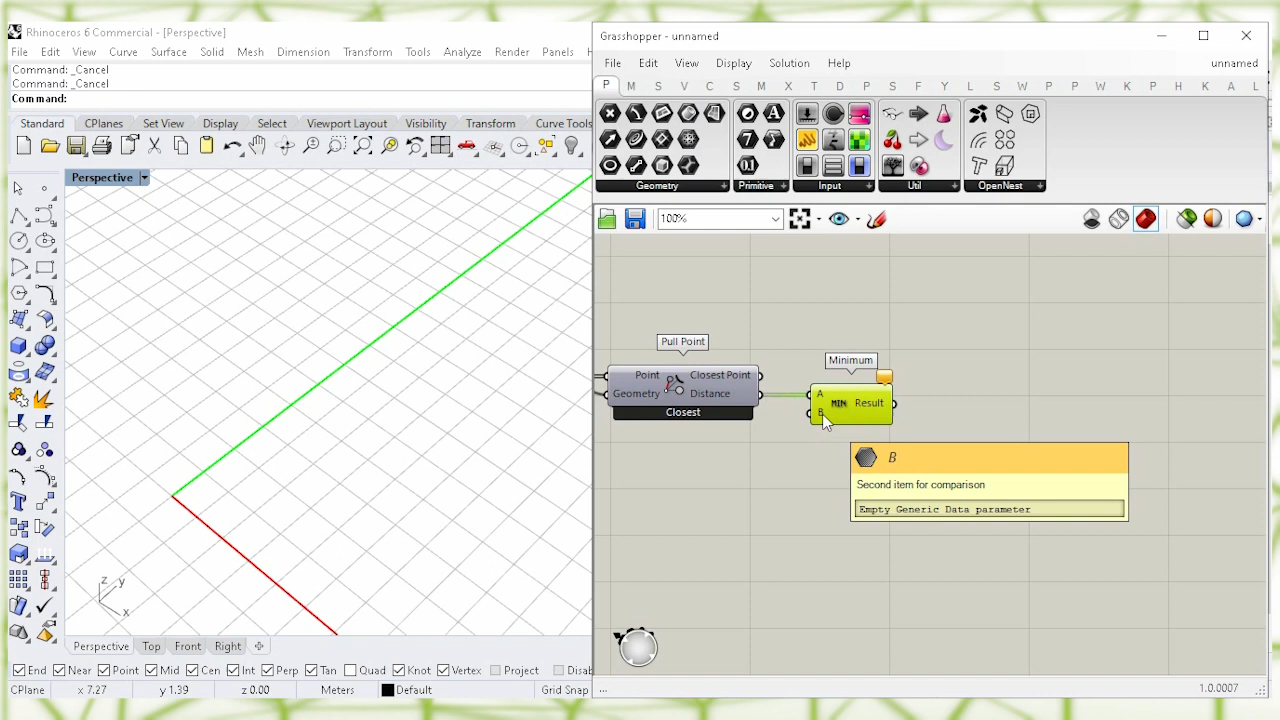 Rhinoceros 6 Commercial - [Perspective]
File Edit View Curve Surface Solid Mesh Dimension Transform Tools Analyze Render Panels
Command: _Cancel
Command: _Cancel
Command:
Standard CPlanes Set View Display Select Viewport Layout Visibility Transform Curve Tools
Perspective
z
y
x
Perspective Top Front Right
End Near Point Mid Cen Int Perp Tan Quad Knot Vertex Project Disab
CPlane x 7.27 y 1.39 z 0.00 Meters Default Grid Snap
Grasshopper - unnamed
File Edit View Display Solution Help unnamed
P M S V C S M X T D P S F Y L S W P P W K P K A L
Geometry Primitive Input Util OpenNest
100%
Pull Point
Point Closest Point
Geometry Distance
Closest
Minimum
A
B
MIN Result
B
Second item for comparison
Empty Generic Data parameter
... 1.0.0007